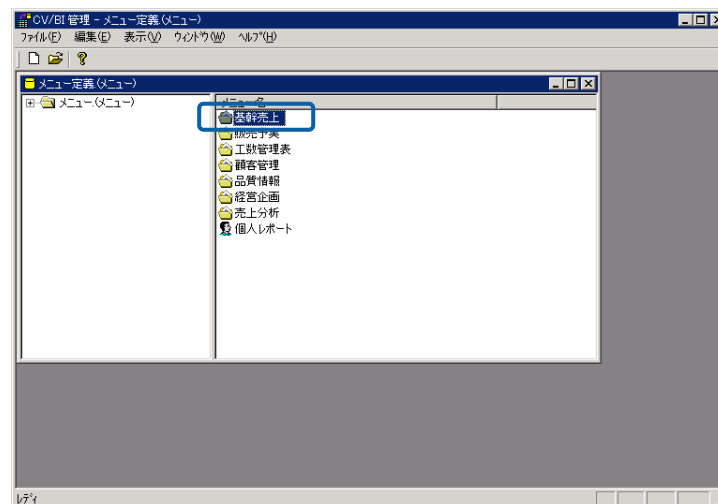 CV/BI 管理 - メニュー定義(メニュー)
ファイル(F) 編集(E) 表示(V) ウィンドウ(W) ヘルプ(H)
メニュー定義(メニュー)
メニュー(メニュー)
メニュー名
基幹売上
販売予実
工数管理表
顧客管理
品質情報
経営企画
売上分析
個人レポート
レディ